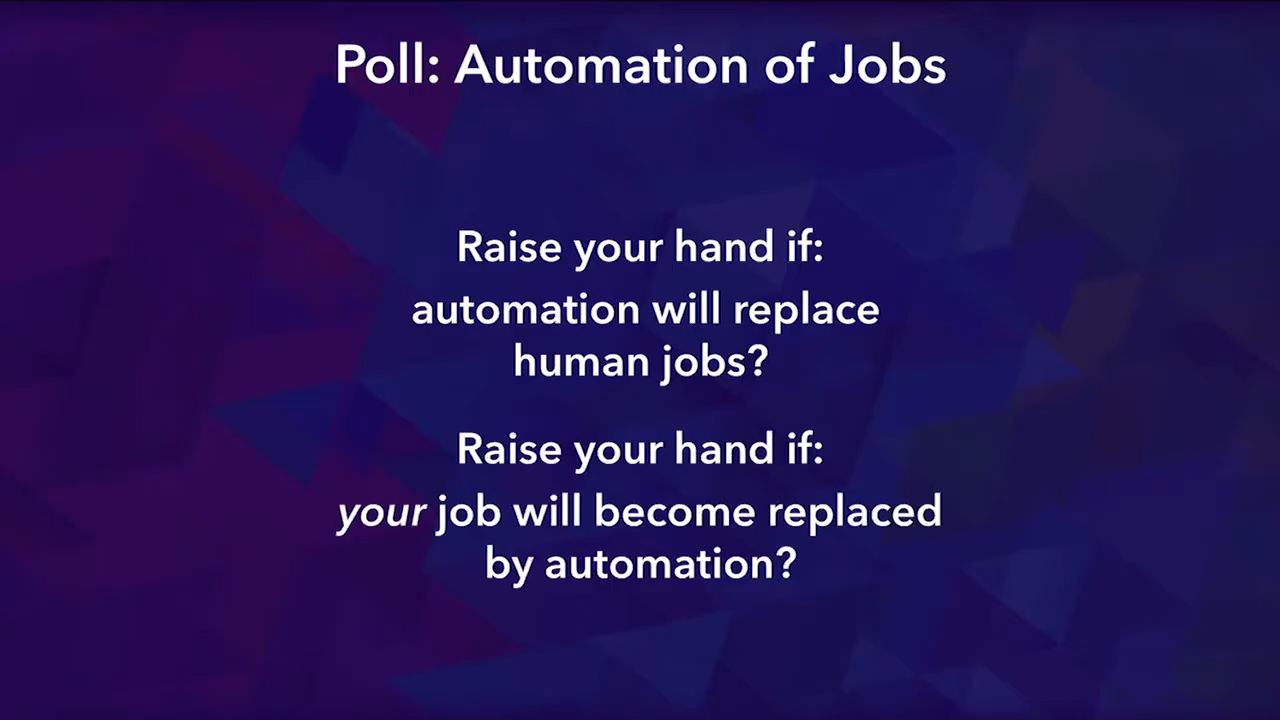 Poll: Automation of Jobs
Raise your hand if:
automation will replace
human jobs?
Raise your hand if:
your job will become replaced
by automation?